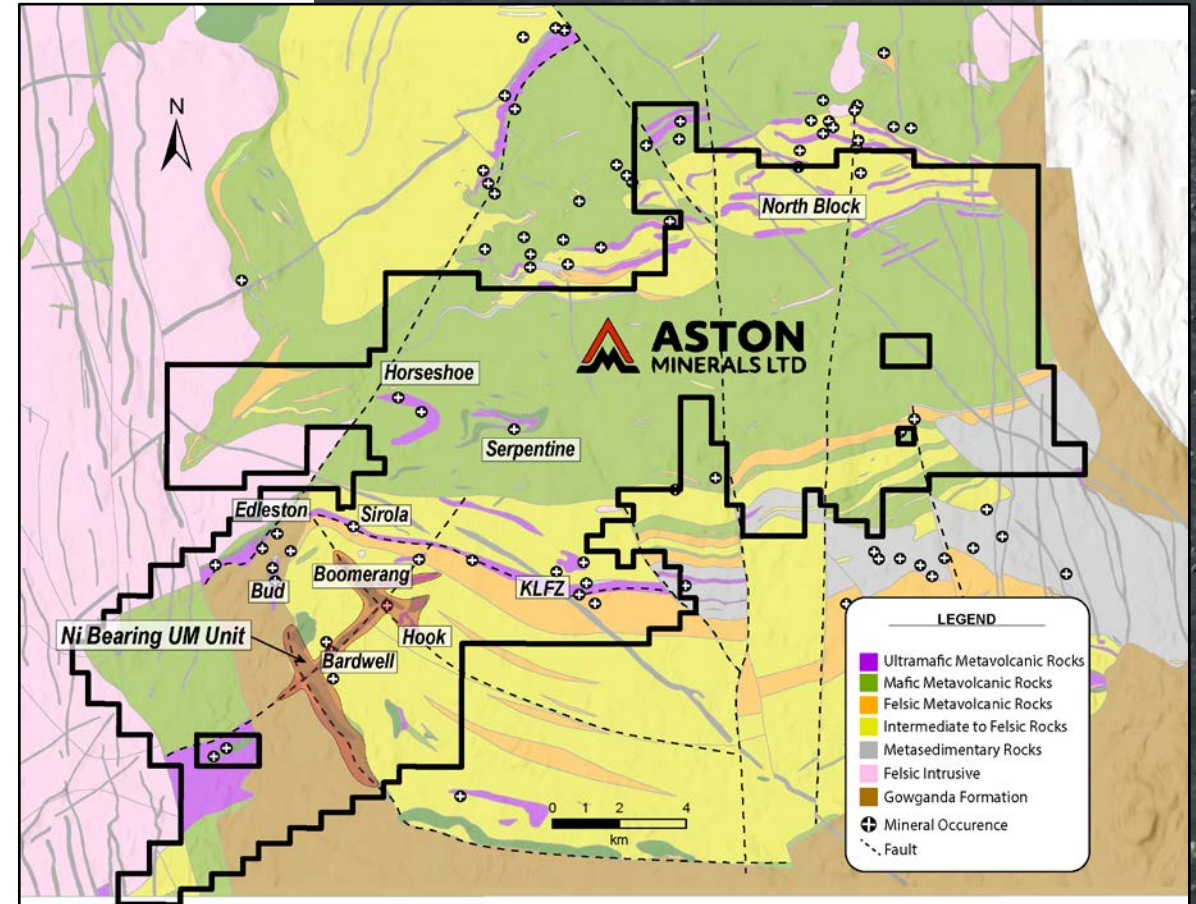 N
North Block
ASTON
MINERALS LTD
Horseshoe
Serpentine
Edleston
Sirola
Boomerang
Bud
KLFZ
Ni Bearing UM Unit
Hook
Bardwell
0 1 2 4
km
LEGEND
Ultramafic Metavolcanic Rocks
Mafic Metavolcanic Rocks
Felsic Metavolcanic Rocks
Intermediate to Felsic Rocks
Metasedimentary Rocks
Felsic Intrusive
Gowganda Formation
Mineral Occurence
Fault